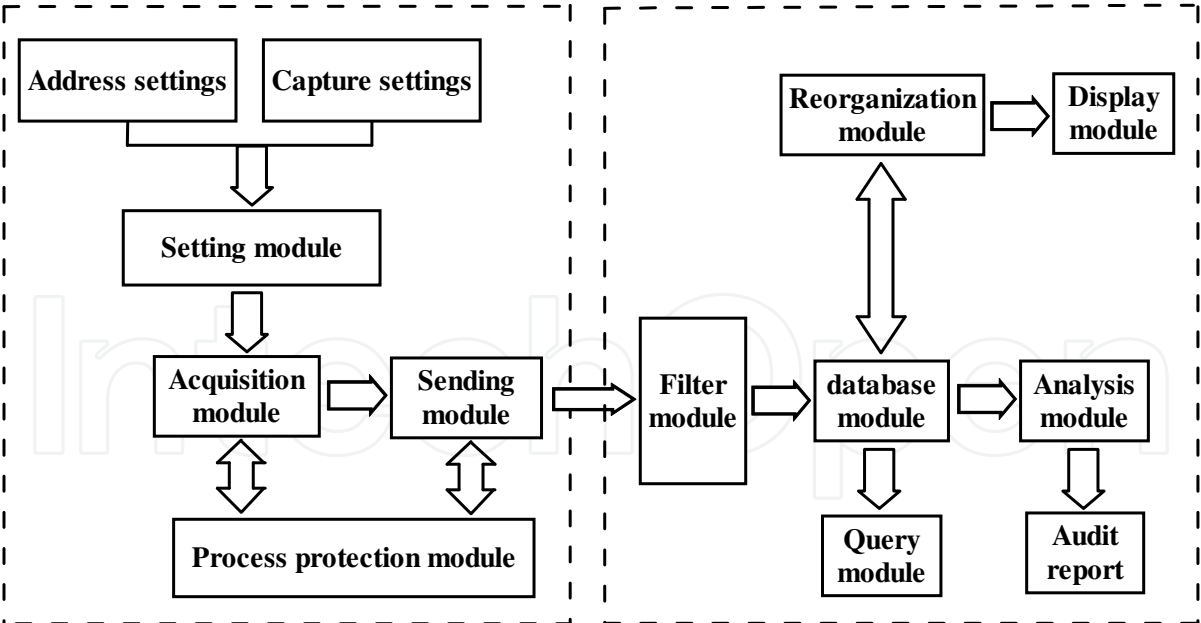 Address settings
Capture settings
Setting module
Acquisition
module
Sending
module
Process protection module
Filter
module
Reorganization
module
Display
module
database
module
Analysis
module
Query
module
Audit
report
IntechOpen